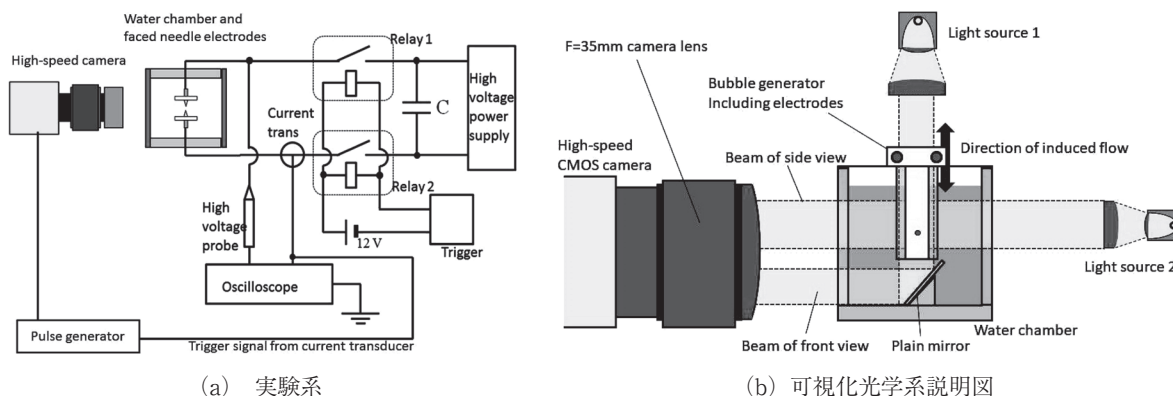 Water chamber and
faced needle electrodes
High-speed camera
Relay 1
High
voltage
power
supply
C
Current
trans
Relay 2
High
voltage
probe
12 V
Trigger
Oscilloscope
Pulse generator
Trigger signal from current transducer
(a) 実験系
F=35mm camera lens
Light source 1
Bubble generator
Including electrodes
High-speed
CMOS camera
Beam of side view
Direction of induced flow
Light source 2
Water chamber
Beam of front view
Plain mirror
(b) 可視化光学系説明図